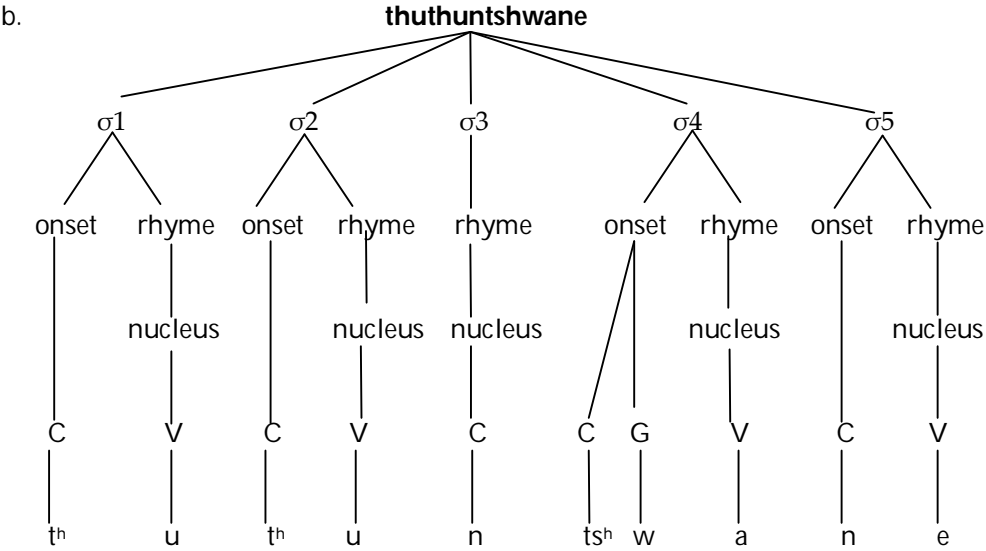 b. thuthuntshwane
σ1 σ2 σ3 σ4 σ5
onset rhyme onset rhyme rhyme onset rhyme onset rhyme
nucleus nucleus nucleus nucleus nucleus
C V C V C C G V C V
tʰ u tʰ u n tsʰ w a n e